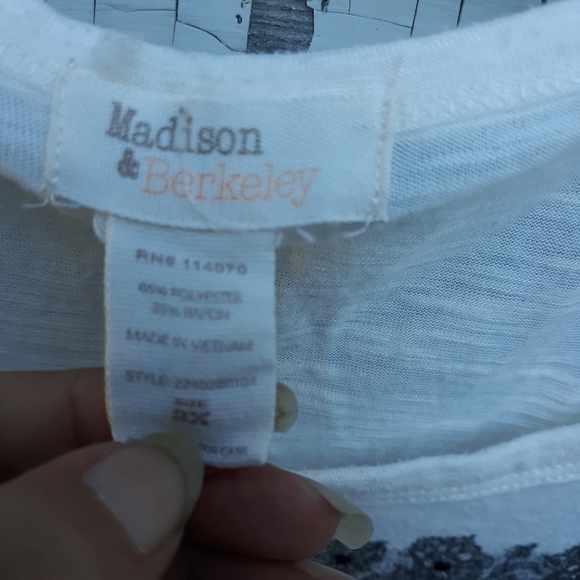 Madison
& Berkeley
RN# 114070
65% POLYESTER
35% RAYON
MADE IN VIETNAM
STYLE:
SIZE